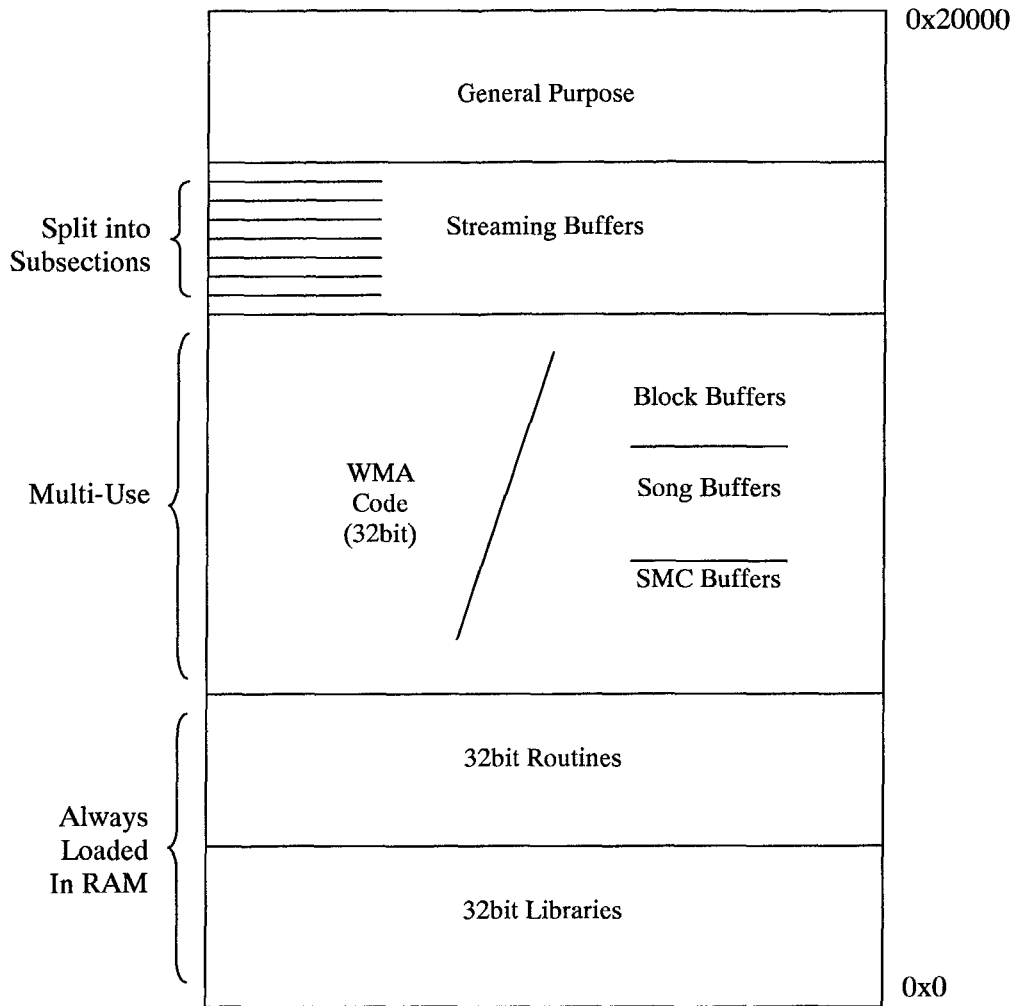 0x20000
General Purpose
Split into
Subsections
Streaming Buffers
Multi-Use
WMA
Code
(32bit)
Block Buffers
Song Buffers
SMC Buffers
Always
Loaded
In RAM
32bit Routines
32bit Libraries
0x0